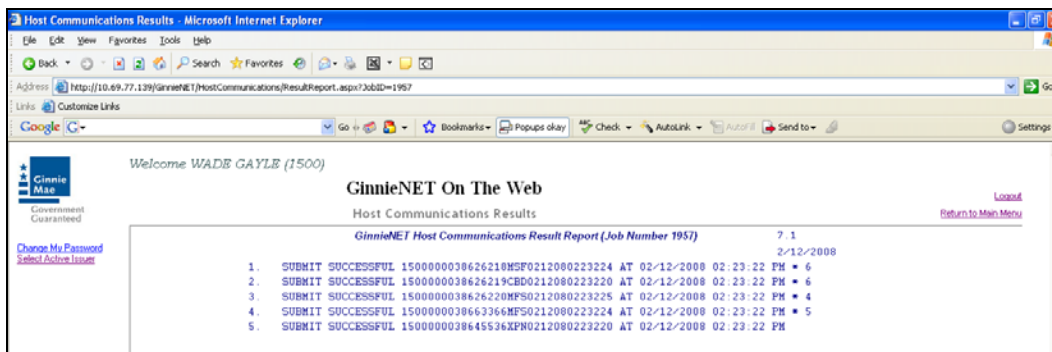 Host Communications Results - Microsoft Internet Explorer
File Edit View Favorites Tools Help
Back Search Favorites
Address http://10.69.77.139/GinnieNET/HostCommunications/ResultReport.aspx?JobID=1957 Go
Links Customize Links
Google G Go Bookmarks Popups okay Check AutoLink AutoFill Send to Settings
Welcome WADE GAYLE (1500)
Ginnie
Mae
Government
Guaranteed
GinnieNET On The Web
Logout
Host Communications Results
Return to Main Menu
Change My Password
Select Active Issuer
GinnieNET Host Communications Result Report (Job Number 1957) 7.1
2/12/2008
1. SUBMIT SUCCESSFUL 1500000038626218MSF0212080223224 AT 02/12/2008 02:23:22 PM * 6
2. SUBMIT SUCCESSFUL 1500000038626219CBD0212080223220 AT 02/12/2008 02:23:22 PM * 6
3. SUBMIT SUCCESSFUL 1500000038626220MFS0212080223225 AT 02/12/2008 02:23:22 PM * 4
4. SUBMIT SUCCESSFUL 1500000038663366MFS0212080223224 AT 02/12/2008 02:23:22 PM * 5
5. SUBMIT SUCCESSFUL 1500000038645536XPN0212080223220 AT 02/12/2008 02:23:22 PM